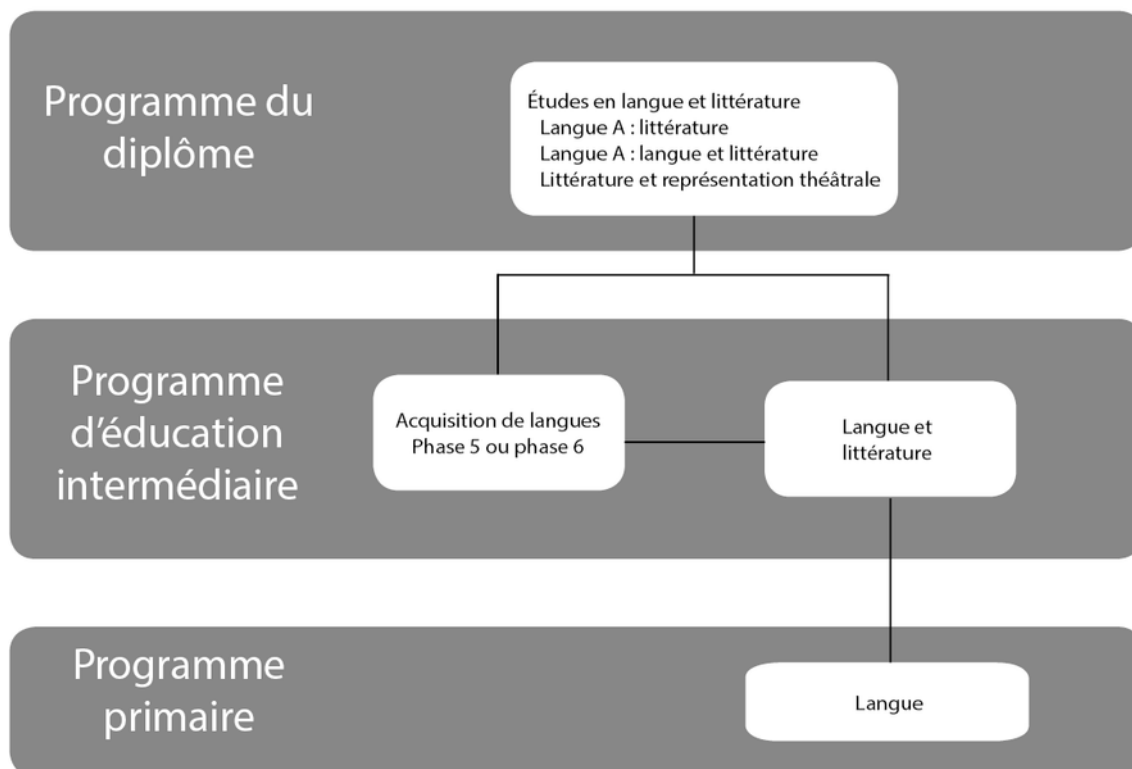 Programme du
diplôme
Études en langue et littérature
Langue A : littérature
Langue A : langue et littérature
Littérature et représentation théâtrale
Programme
d’éducation
intermédiaire
Acquisition de langues
Phase 5 ou phase 6
Langue et
littérature
Programme
primaire
Langue